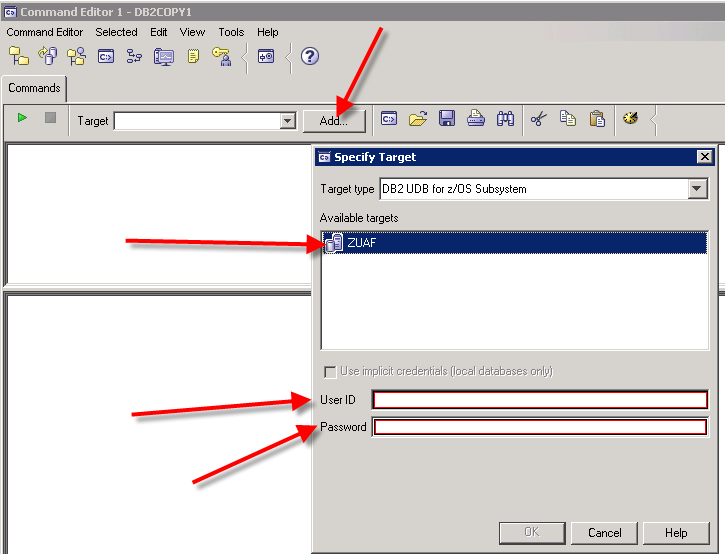 Command Editor 1 - DB2COPY1
Command Editor Selected Edit View Tools Help
Commands
Target Add...
Specify Target
Target type DB2 UDB for z/OS Subsystem
Available targets
ZUAF
Use implicit credentials (local databases only)
User ID
Password
OK Cancel Help